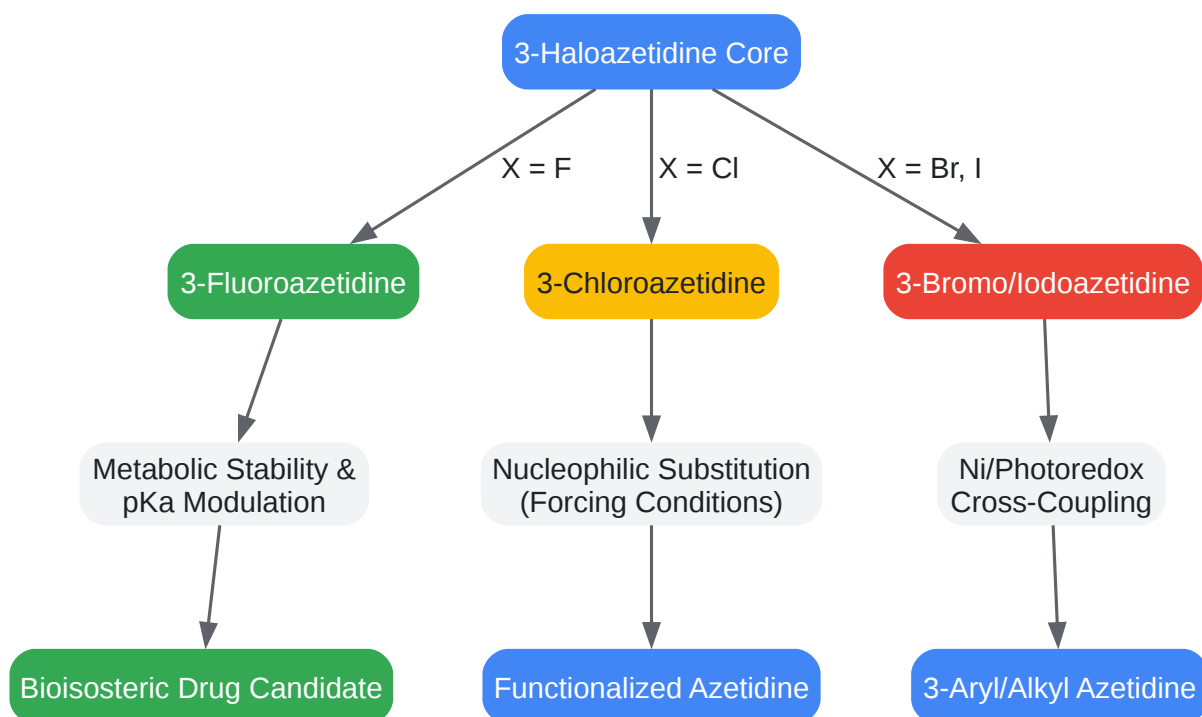 3-Haloazetidine Core
X = F
X = Cl
X = Br, I
3-Fluoroazetidine
3-Chloroazetidine
3-Bromo/Iodoazetidine
Metabolic Stability &
pKa Modulation
Nucleophilic Substitution
(Forcing Conditions)
Ni/Photoredox
Cross-Coupling
Bioisosteric Drug Candidate
Functionalized Azetidine
3-Aryl/Alkyl Azetidine